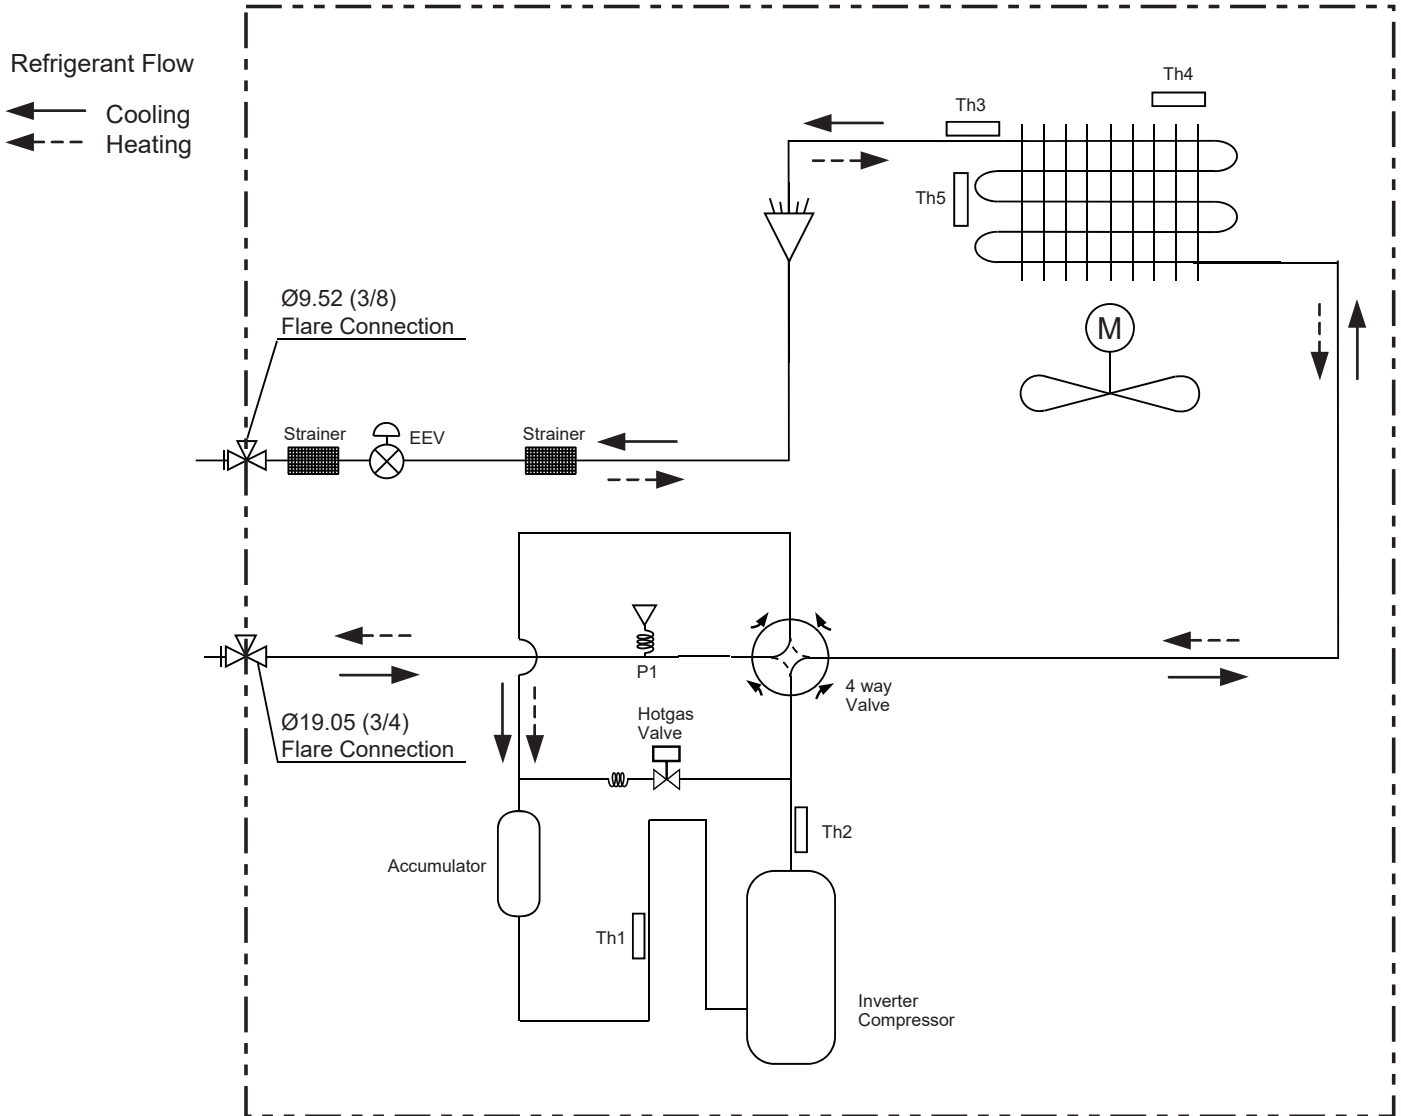 Refrigerant Flow
Cooling
Heating
Th4
Th3
Th5
Ø9.52 (3/8)
Flare Connection
M
Strainer
EEV
Strainer
P1
4 way
Valve
Ø19.05 (3/4)
Flare Connection
Hotgas
Valve
Th2
Accumulator
Th1
Inverter
Compressor